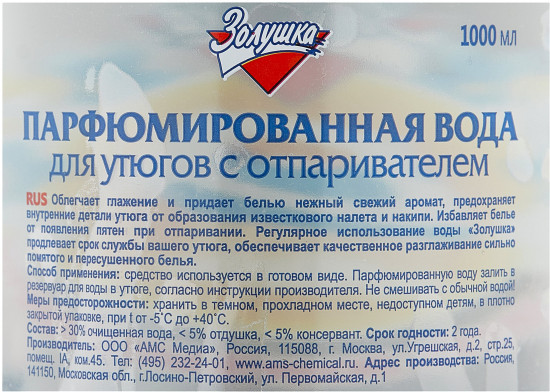 Золушка
1000 мл
ПАРФЮМИРОВАННАЯ ВОДА
ДЛЯ УТЮГОВ С ОТПАРИВАТЕЛЕМ
RUS Облегчает глажение и придает белью нежный свежий аромат, предохраняет
внутренние детали утюга от образования известкового налета и накипи. Избавляет белье
от появления пятен при отпаривании. Регулярное использование воды «Золушка»
продлевает срок службы вашего утюга, обеспечивает качественное разглаживание сильно
помятого и пересушенного белья.
Способ применения: средство используется в готовом виде. Парфюмированную воду залить в
резервуар для воды в утюге, согласно инструкции производителя. Не смешивать с обычной водой!
Меры предосторожности: хранить в темном, прохладном месте, недоступном детям, в плотно
закрытой упаковке, при t от -5˚С до +40˚С.
Состав: > 30% очищенная вода, < 5% отдушка, < 5% консервант. Срок годности: 2 года.
Производитель: ООО «АМС Медиа», Россия, 115088, г. Москва, ул.Угрешская, д.2, стр.25,
помещ. IА, ком.45. Тел: (495) 232-24-01, www.ams-chemical.ru. Адрес производства: Россия,
141150, Московская обл., г.Лосино-Петровский, ул. Первомайская, д.1